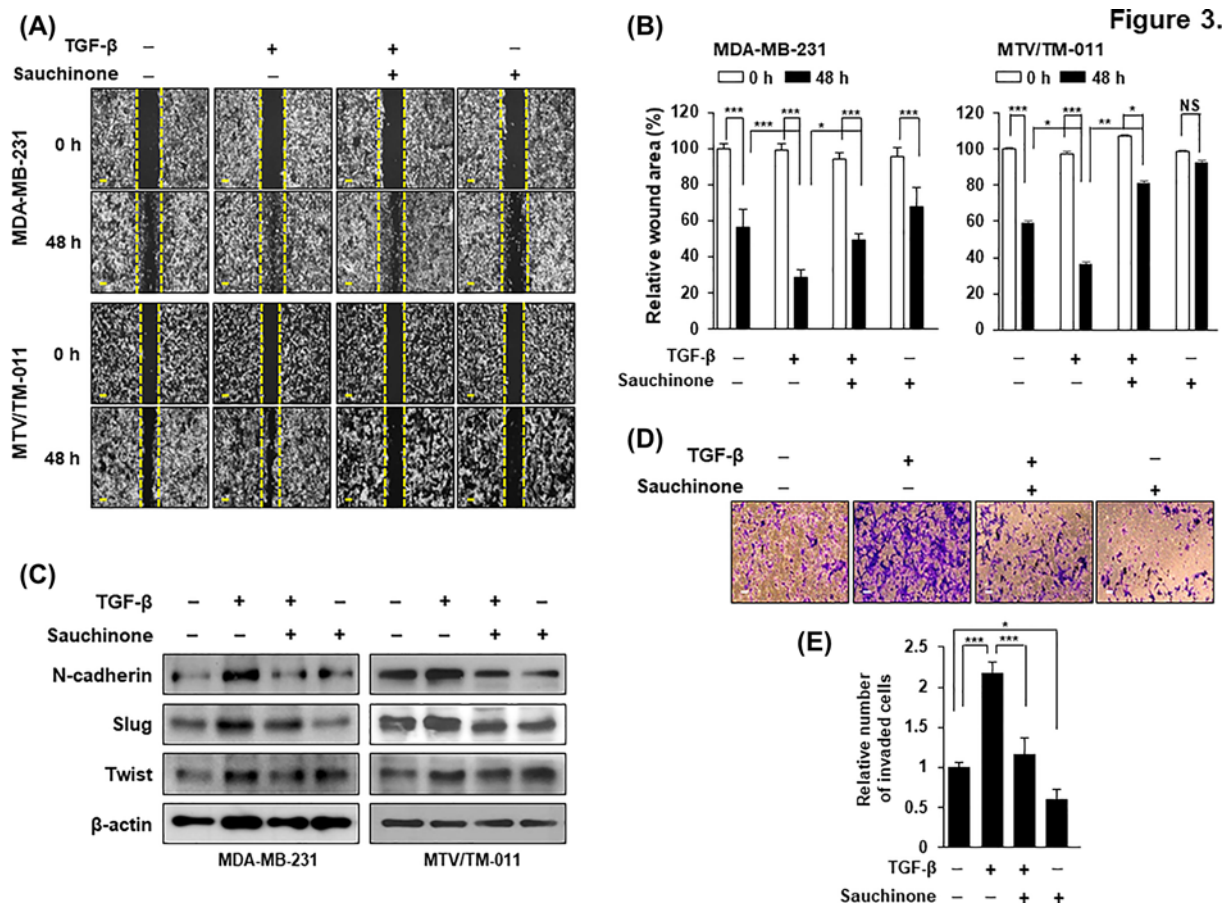 Figure 3.
(A)
TGF-β – + + –
Sauchinone – – + +
MDA-MB-231
0 h
48 h
MTV/TM-011
0 h
48 h
(B)
MDA-MB-231
0 h 48 h
Relative wound area (%)
120
100
80
60
40
20
0
*** *** *** * *** ***
TGF-β – + + –
Sauchinone – – + +
MTV/TM-011
0 h 48 h
120
100
80
60
40
20
0
*** * *** ** * NS
– + + –
– – + +
(C)
TGF-β – + + – – + + –
Sauchinone – – + + – – + +
N-cadherin
Slug
Twist
β-actin
MDA-MB-231 MTV/TM-011
(D)
TGF-β – + + –
Sauchinone – – + +
(E)
Relative number
of invaded cells
2.5
2
1.5
1
0.5
0
*
*** ***
TGF-β – + + –
Sauchinone – – + +